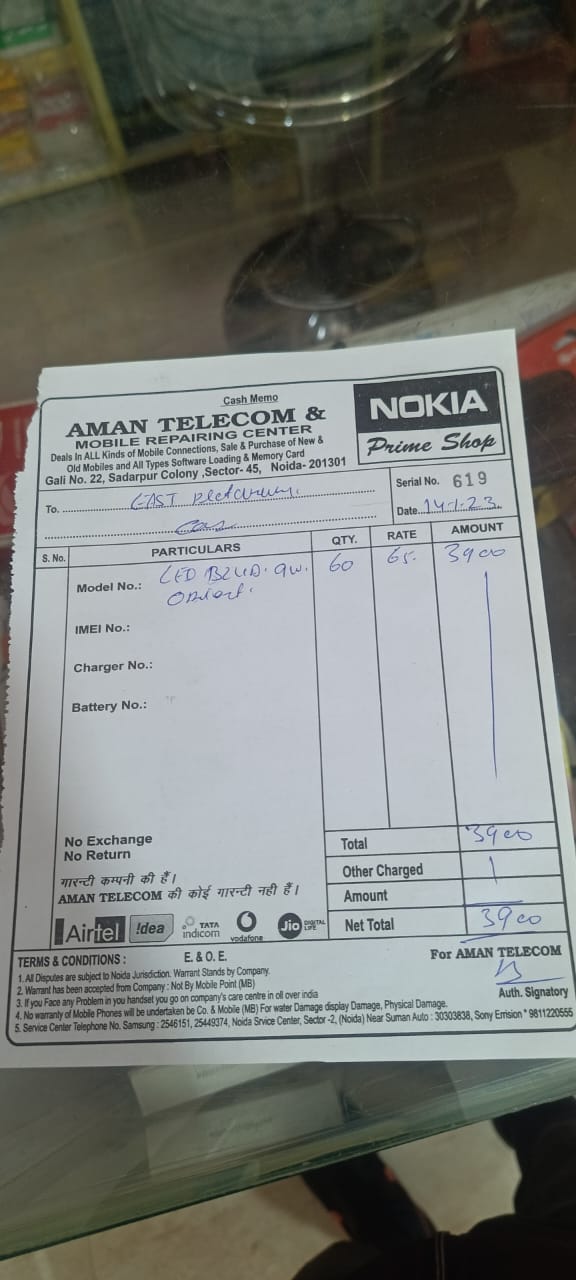 Cash Memo
AMAN TELECOM &
MOBILE REPAIRING CENTER
Deals In ALL Kinds of Mobile Connections, Sale & Purchase of New &
Old Mobiles and All Types Software Loading & Memory Card
Gali No. 22, Sadarpur Colony ,Sector- 45, Noida- 201301
NOKIA
Prime Shop
To. EAST
Serial No. 619
Date. 14-1-23.
S. No. PARTICULARS QTY. RATE AMOUNT
Model No.: LED 9w. 60 65. 3900
IMEI No.:
Charger No.:
Battery No.:
No Exchange
No Return
गारन्टी कम्पनी की हैं।
AMAN TELECOM की कोई गारन्टी नही हैं।
Total 3900
Other Charged
Amount
Net Total 3900
Airtel !dea TATA indicom vodafone Jio DIGITAL LIFE
TERMS & CONDITIONS : E. & O. E.
For AMAN TELECOM
1. All Disputes are subject to Noida Jurisdiction. Warrant Stands by Company.
2. Warrant has been accepted from Company : Not By Mobile Point (MB)
3. If you Face any Problem in you handset you go on company's care centre in oll over india
4. No warranty of Mobile Phones will be undertaken be Co. & Mobile (MB) For water Damage display Damage, Physical Damage.
5. Service Center Telephone No. Samsung : 2546151, 25449374, Noida Srvice Center, Sector -2, (Noida) Near Suman Auto : 30303838, Sony Errision * 9811220555
Auth. Signatory